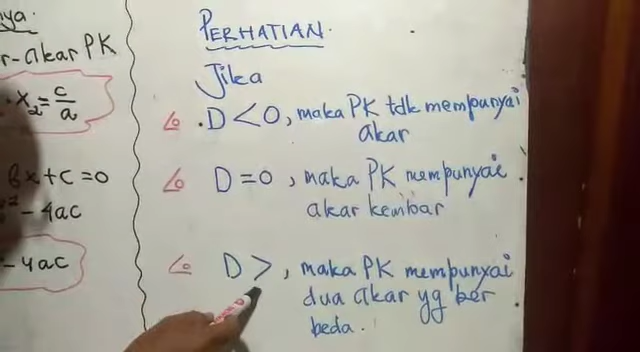 nya.
r-akar PK
. x₂ = c/a
Bx + c = 0
- 4ac
- 4ac
PERHATIAN.
Jika
.D < 0, maka PK tdk mempunyai
akar
D = 0, maka PK mempunyai
akar kembar
D >, maka PK mempunyai
dua akar yg ber
beda.